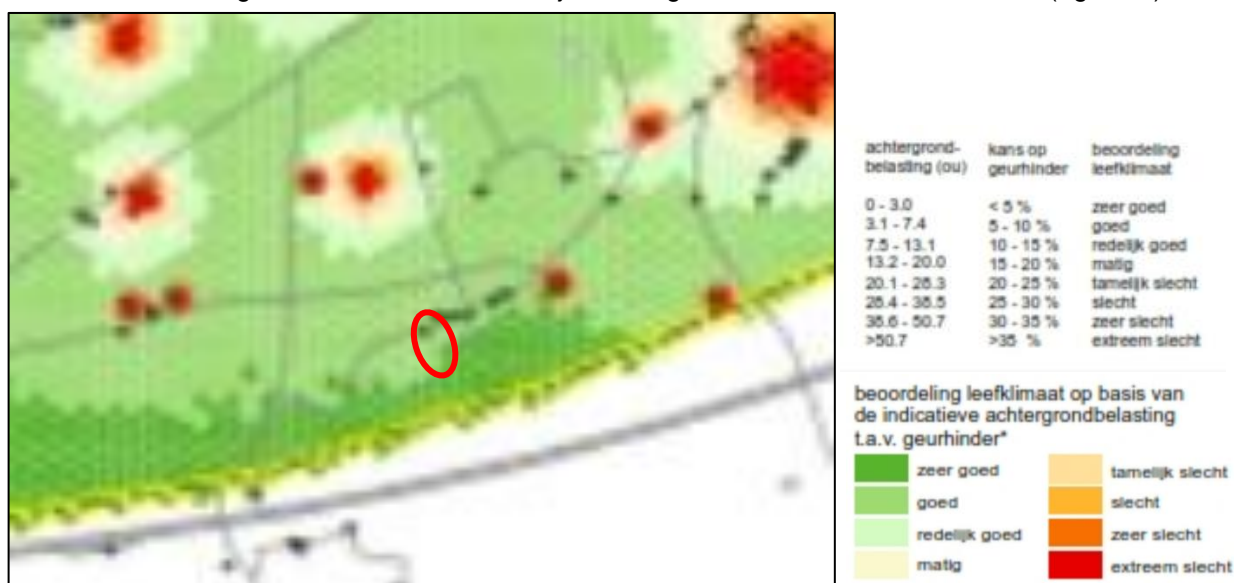 achtergrond- kans op beoordeling
belasting (ou) geurhinder leefklimaat
0 - 3.0 < 5 % zeer goed
3.1 - 7.4 5 - 10 % goed
7.5 - 13.1 10 - 15 % redelijk goed
13.2 - 20.0 15 - 20 % matig
20.1 - 28.3 20 - 25 % tamelijk slecht
28.4 - 38.5 25 - 30 % slecht
38.6 - 50.7 30 - 35 % zeer slecht
>50.7 >35 % extreem slecht
beoordeling leefklimaat op basis van
de indicatieve achtergrondbelasting
t.a.v. geurhinder*
zeer goed tamelijk slecht
goed slecht
redelijk goed zeer slecht
matig extreem slecht